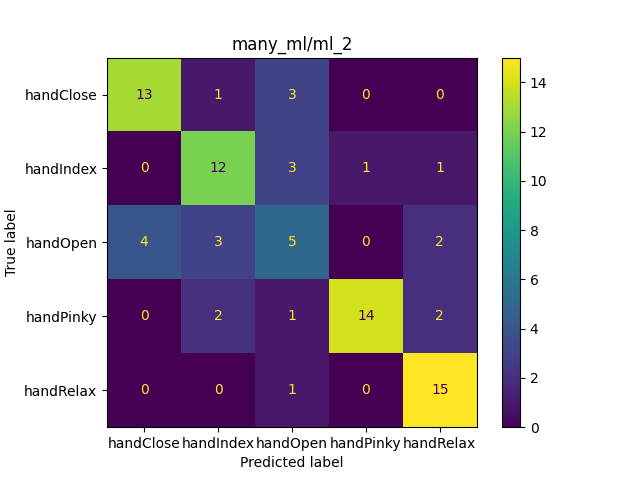 many_ml/ml_2
True label
handClose 13 1 3 0 0
handIndex 0 12 3 1 1
handOpen 4 3 5 0 2
handPinky 0 2 1 14 2
handRelax 0 0 1 0 15
handClose handIndex handOpen handPinky handRelax
Predicted label
14
12
10
8
6
4
2
0